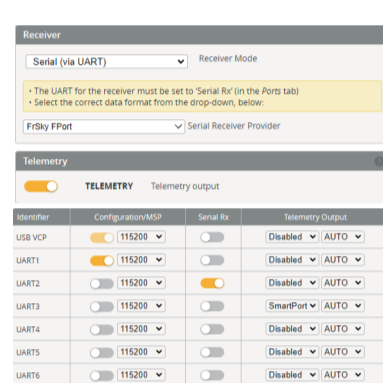 Receiver
Serial (via UART) Receiver Mode
• The UART for the receiver must be set to 'Serial Rx' (in the Ports tab)
• Select the correct data format from the drop-down, below:
FrSky FPort Serial Receiver Provider
Telemetry
TELEMETRY Telemetry output
Identifier Configuration/MSP Serial Rx Telemetry Output
USB VCP 115200 Disabled AUTO
UART1 115200 Disabled AUTO
UART2 115200 Disabled AUTO
UART3 115200 SmartPort AUTO
UART4 115200 Disabled AUTO
UART5 115200 Disabled AUTO
UART6 115200 Disabled AUTO